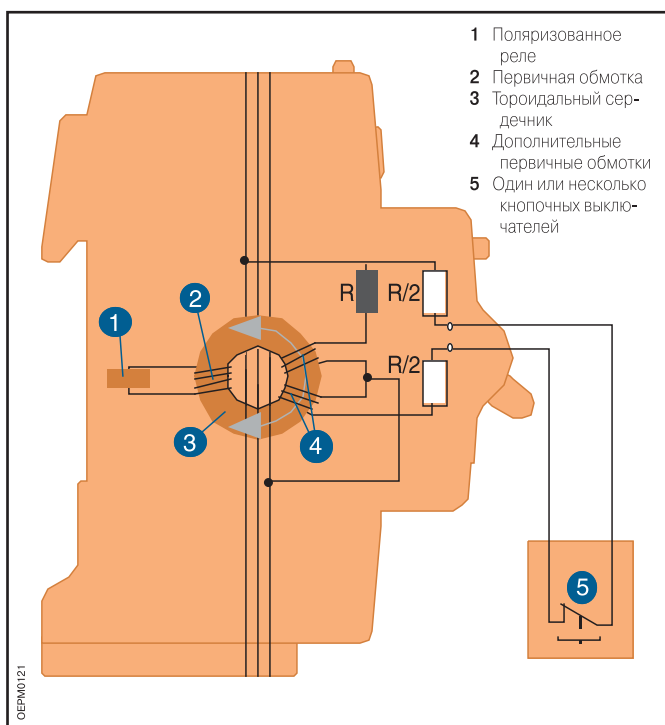 1 Поляризованное
реле
2 Первичная обмотка
3 Тороидальный сер-
дечник
4 Дополнительные
первичные обмотки
5 Один или несколько
кнопочных выклю-
чателей
R R/2
2
1
R/2
3
4
5
OEPM0121